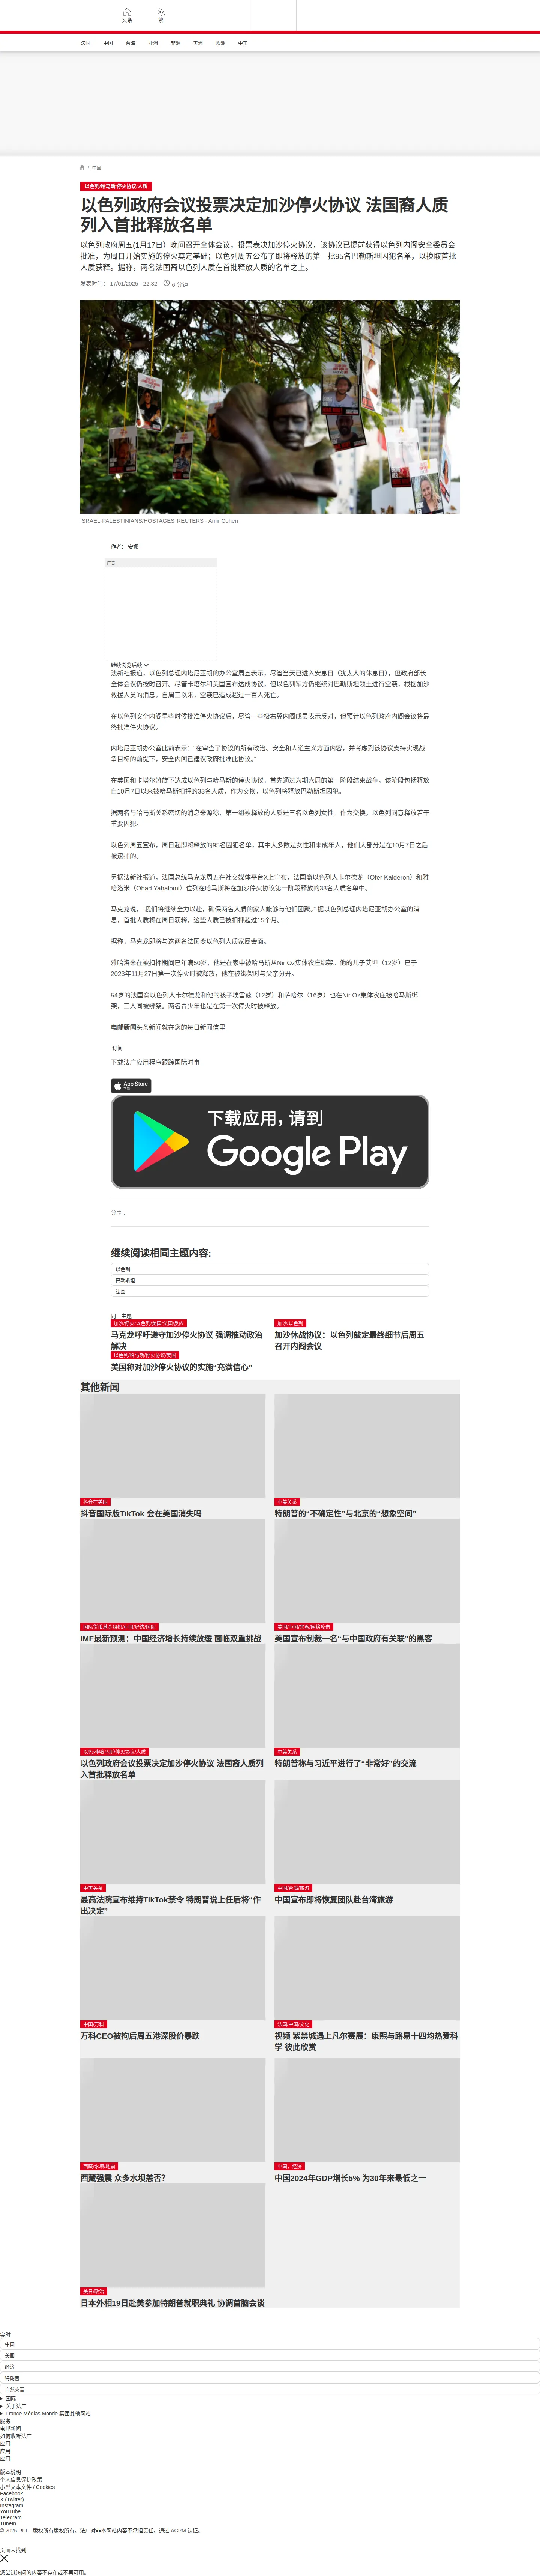 头条
繁
法国
中国
台海
亚洲
非洲
美洲
欧洲
中东
/ 中国
以色列/哈马斯/停火协议/人质
以色列政府会议投票决定加沙停火协议 法国裔人质列入首批释放名单
以色列政府周五(1月17日）晚间召开全体会议，投票表决加沙停火协议，该协议已提前获得以色列内阁安全委员会批准，为周日开始实施的停火奠定基础；以色列周五公布了即将释放的第一批95名巴勒斯坦囚犯名单，以换取首批人质获释。据称，两名法国裔以色列人质在首批释放人质的名单之上。
发表时间： 17/01/2025 - 22:32
6 分钟
ISRAEL-PALESTINIANS/HOSTAGES REUTERS - Amir Cohen
作者： 安娜
广告
继续浏览后续
法新社报道，以色列总理内塔尼亚胡的办公室周五表示，尽管当天已进入安息日（犹太人的休息日），但政府部长全体会议仍按时召开。尽管卡塔尔和美国宣布达成协议，但以色列军方仍继续对巴勒斯坦领土进行空袭，根据加沙救援人员的消息，自周三以来，空袭已造成超过一百人死亡。
在以色列安全内阁早些时候批准停火协议后，尽管一些极右翼内阁成员表示反对，但预计以色列政府内阁会议将最终批准停火协议。
内塔尼亚胡办公室此前表示：“在审查了协议的所有政治、安全和人道主义方面内容，并考虑到该协议支持实现战争目标的前提下，安全内阁已建议政府批准此协议。”
在美国和卡塔尔斡旋下达成以色列与哈马斯的停火协议，首先通过为期六周的第一阶段结束战争，该阶段包括释放自10月7日以来被哈马斯扣押的33名人质，作为交换，以色列将释放巴勒斯坦囚犯。
据两名与哈马斯关系密切的消息来源称，第一组被释放的人质是三名以色列女性。作为交换，以色列同意释放若干重要囚犯。
以色列周五宣布，周日起即将释放的95名囚犯名单，其中大多数是女性和未成年人，他们大部分是在10月7日之后被逮捕的。
另据法新社报道，法国总统马克龙周五在社交媒体平台X上宣布，法国裔以色列人卡尔德龙（Ofer Kalderon）和雅哈洛米（Ohad Yahalomi）位列在哈马斯将在加沙停火协议第一阶段释放的33名人质名单中。
马克龙说，“我们将继续全力以赴，确保两名人质的家人能够与他们团聚。” 据以色列总理内塔尼亚胡办公室的消息，首批人质将在周日获释，这些人质已被扣押超过15个月。
据称，马克龙即将与这两名法国裔以色列人质家属会面。
雅哈洛米在被扣押期间已年满50岁，他是在家中被哈马斯从Nir Oz集体农庄绑架。他的儿子艾坦（12岁）已于2023年11月27日第一次停火时被释放，他在被绑架时与父亲分开。
54岁的法国裔以色列人卡尔德龙和他的孩子埃雷兹（12岁）和萨哈尔（16岁）也在Nir Oz集体农庄被哈马斯绑架，三人同被绑架。两名青少年也是在第一次停火时被释放。
电邮新闻头条新闻就在您的每日新闻信里
订阅
下载法广应用程序跟踪国际时事
App Store
下载
下载应用，请到
Google Play
分享 :
继续阅读相同主题内容:
以色列
巴勒斯坦
法国
同一主题
加沙/停火/以色列/美国/法国/反应
马克龙呼吁遵守加沙停火协议 强调推动政治解决
加沙/以色列
加沙休战协议：以色列敲定最终细节后周五召开内阁会议
以色列/哈马斯/停火协议/美国
美国称对加沙停火协议的实施“充满信心”
其他新闻
抖音在美国
抖音国际版TikTok 会在美国消失吗
中美关系
特朗普的“不确定性”与北京的“想象空间”
国际货币基金组织/中国/经济/国际
IMF最新预测：中国经济增长持续放缓 面临双重挑战
美国/中国/黑客/网络攻击
美国宣布制裁一名“与中国政府有关联”的黑客
以色列/哈马斯/停火协议/人质
以色列政府会议投票决定加沙停火协议 法国裔人质列入首批释放名单
中美关系
特朗普称与习近平进行了“非常好”的交流
中美关系
最高法院宣布维持TikTok禁令 特朗普说上任后将“作出决定”
中国/台湾/旅游
中国宣布即将恢复团队赴台湾旅游
中国/万科
万科CEO被拘后周五港深股价暴跌
法国/中国/文化
视频 紫禁城遇上凡尔赛展：康熙与路易十四均热爱科学 彼此欣赏
西藏/水坝/地震
西藏强震 众多水坝恙否？
中国，经济
中国2024年GDP增长5% 为30年来最低之一
美日/政治
日本外相19日赴美参加特朗普就职典礼 协调首脑会谈
实时
中国
美国
经济
特朗普
自然灾害
国际
关于法广
France Médias Monde 集团其他网站
服务
电邮新闻
如何收听法广
应用
应用
应用
版本说明
个人信息保护政策
小型文本文件 / Cookies
Facebook
X (Twitter)
Instagram
YouTube
Telegram
TuneIn
© 2025 RFI – 版权所有版权所有。法广对非本网站内容不承担责任。通过 ACPM 认证。
页面未找到
您尝试访问的内容不存在或不再可用。